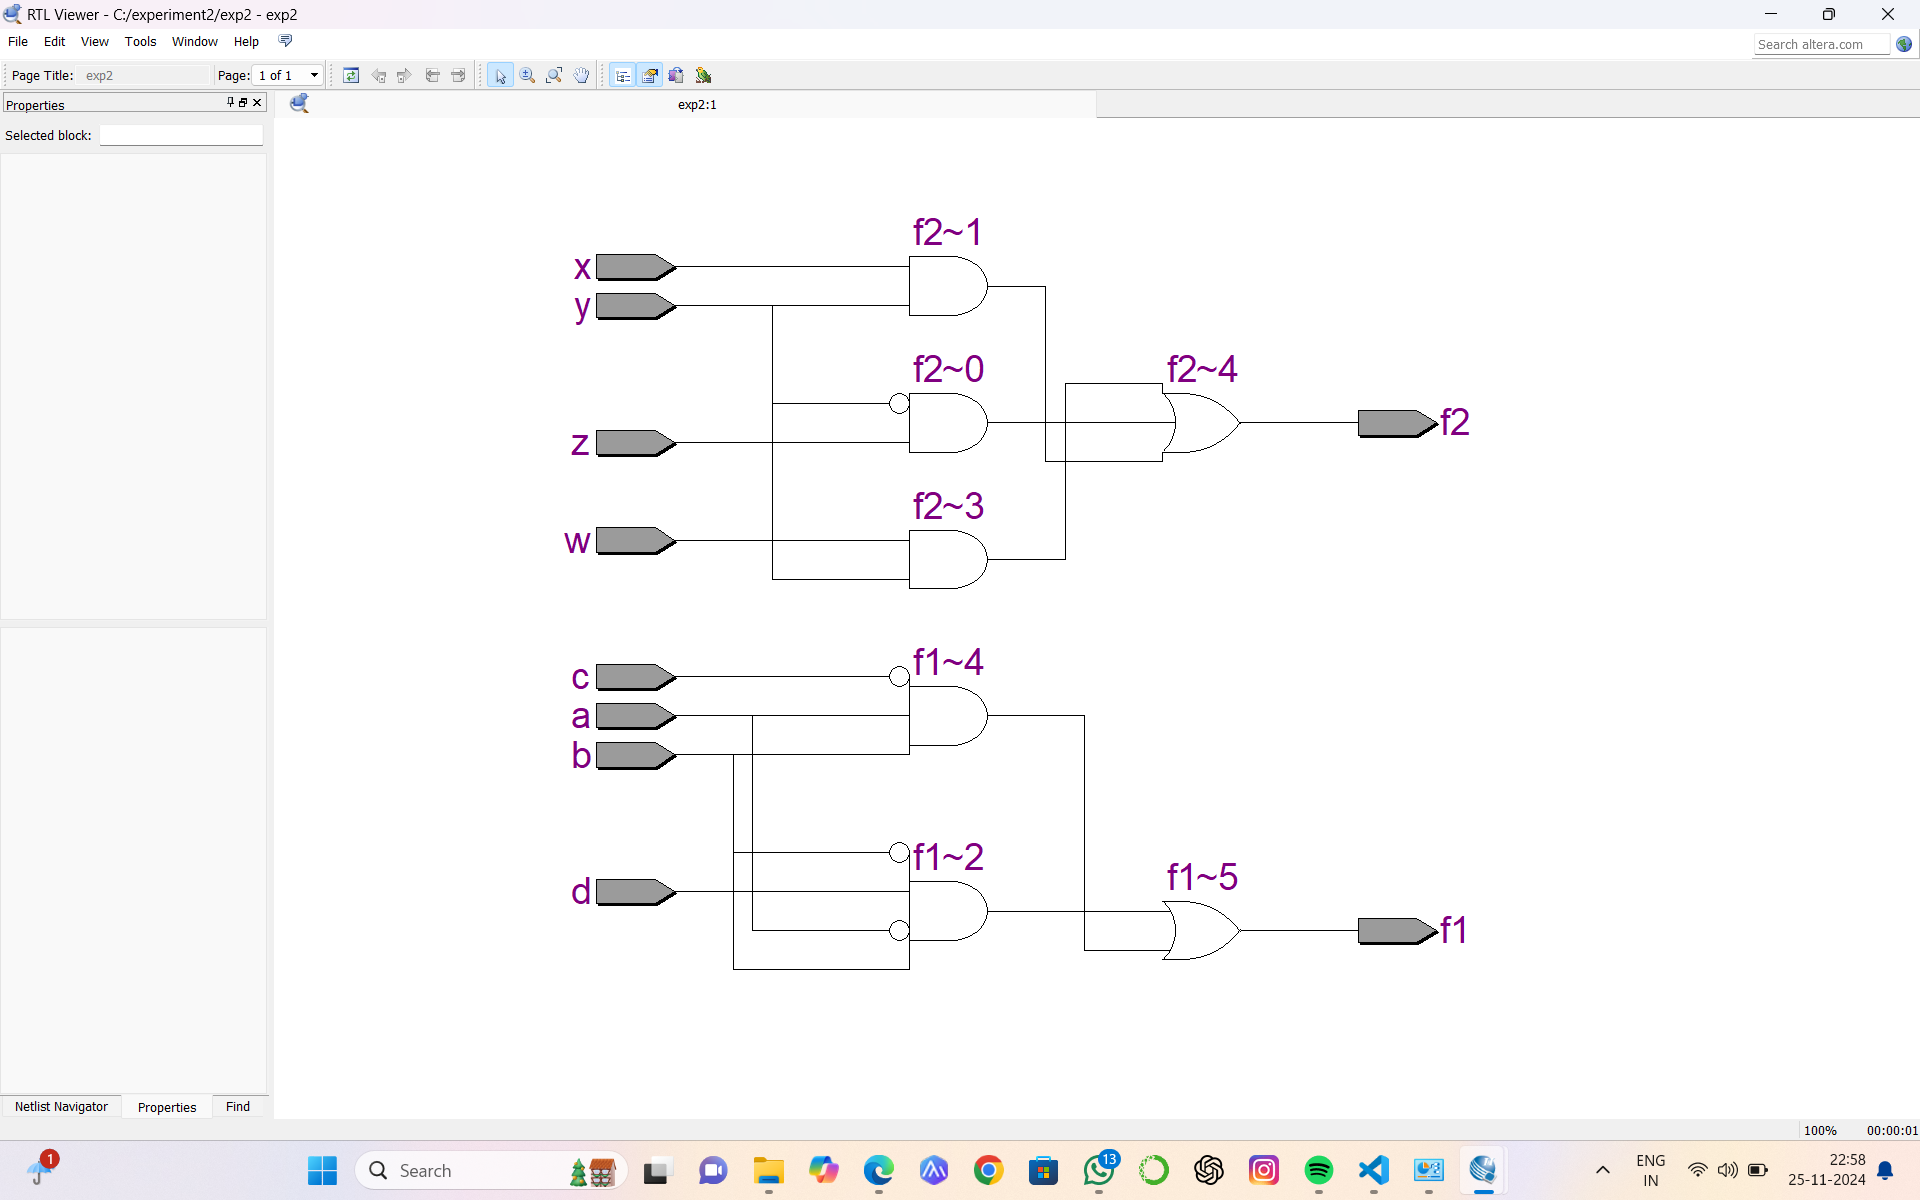 RTL Viewer - C:/experiment2/exp2 - exp2
File Edit View Tools Window Help
Search altera.com
Page Title: exp2 Page: 1 of 1
Properties
exp2:1
Selected block:
f2~1
x
y
f2~0
f2~4
f2
z
f2~3
w
f1~4
c
a
b
f1~2
f1~5
d
f1
Netlist Navigator Properties Find
100% 00:00:01
1
Search
13
ENG
IN
22:58
25-11-2024